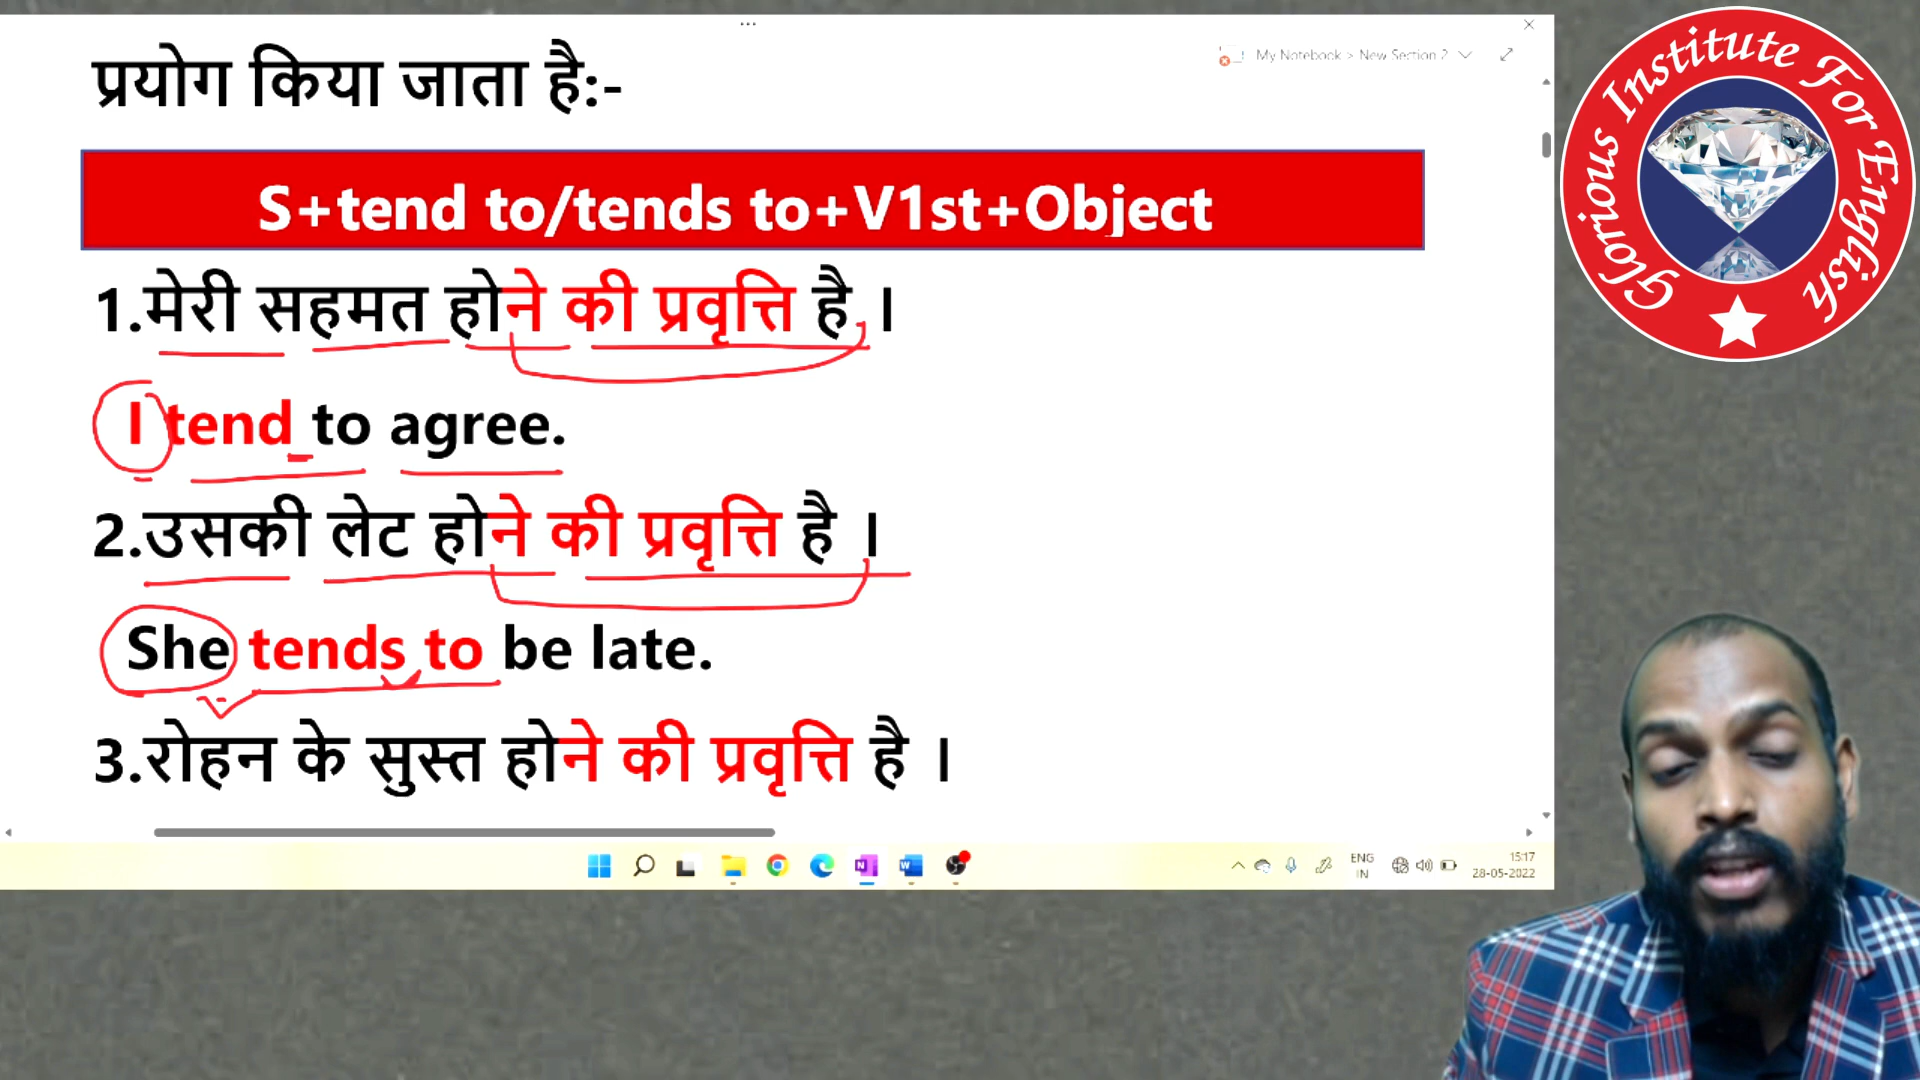 My Notebook > New Section 2
प्रयोग किया जाता है:-
S+tend to/tends to+V1st+Object
1.मेरी सहमत होने की प्रवृत्ति है ।
I tend to agree.
2.उसकी लेट होने की प्रवृत्ति है ।
She tends to be late.
3.रोहन के सुस्त होने की प्रवृत्ति है ।
ENG
IN
15:17
28-05-2022
Glorious Institute For English